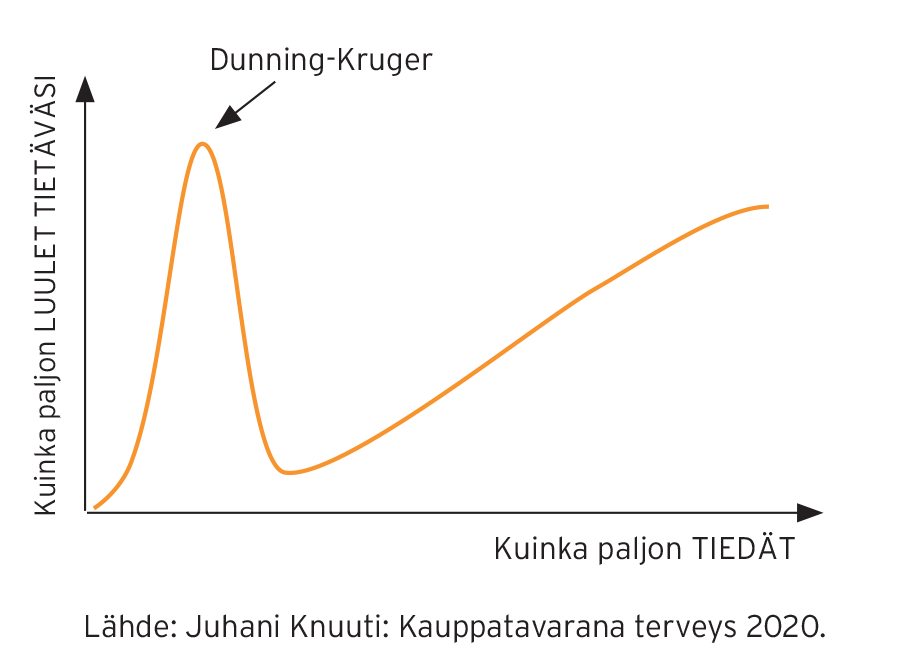 Dunning-Kruger
Kuinka paljon LUULET TIETÄVÄSI
Kuinka paljon TIEDÄT
Lähde: Juhani Knuuti: Kauppatavarana terveys 2020.